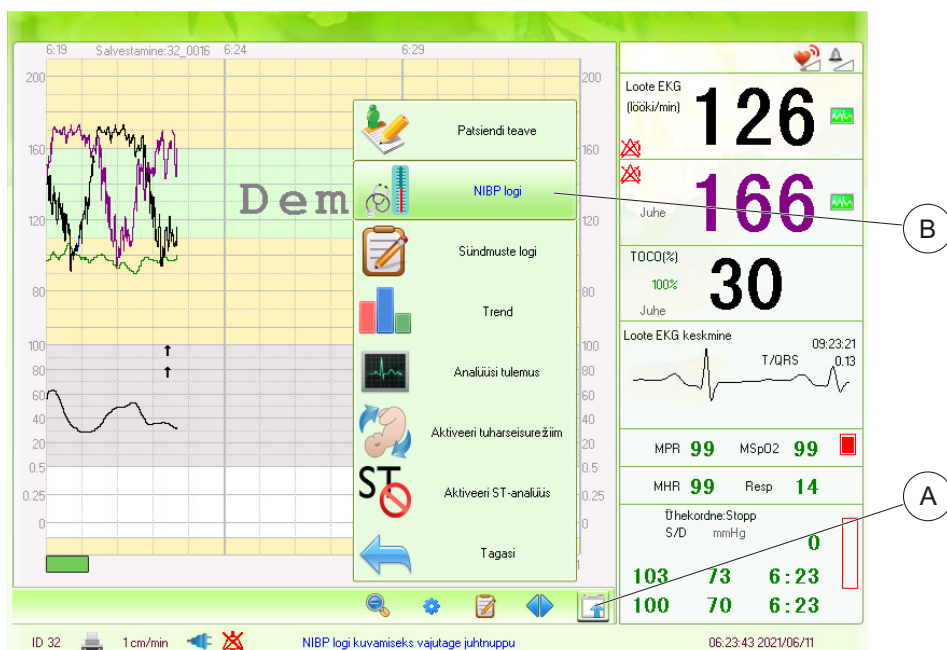 6:19 Salvestamine:32_0016 6:24 6:29
200 200
160 160
120 120
80 80
100 100
80 80
60 60
40 40
20 20
0.5 0.5
0.25 0.25
0 0
Dem
Patsiendi teave
NIBP logi
Sündmuste logi
Trend
Analüüsi tulemus
Aktiveeri tuharseisurežiim
ST
Aktiveeri ST-analüüs
Tagasi
Loote EKG
(lööki/min)
126
Juhe
166
TOCO(%)
100%
Juhe
30
Loote EKG keskmine
09:23:21
T/QRS 0.13
MPR 99 MSpO2 99
MHR 99 Resp 14
Ühekordne:Stopp
S/D mmHg
0
103 73 6:23
100 70 6:23
B
A
ID 32 1 cm/min NIBP logi kuvamiseks vajutage juhtnuppu 06:23:43 2021/06/11